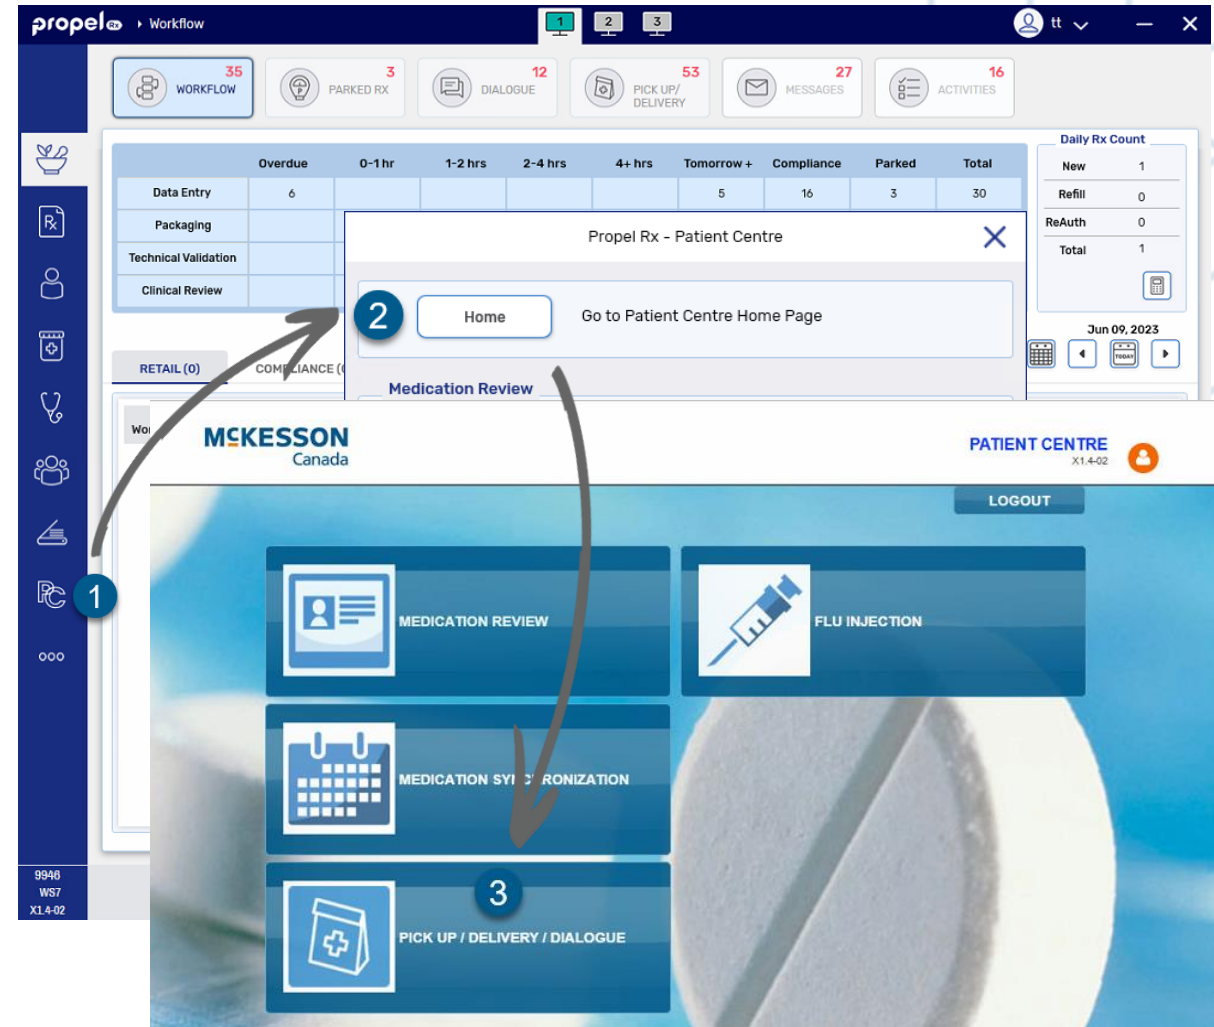 propel Rx › Workflow
1 2 3
tt
35
WORKFLOW
3
PARKED RX
12
DIALOGUE
53
PICK UP/
DELIVERY
27
MESSAGES
16
ACTIVITIES
Overdue 0-1 hr 1-2 hrs 2-4 hrs 4+ hrs Tomorrow + Compliance Parked Total
Data Entry 6 5 16 3 30
Packaging
Technical Validation
Clinical Review
Daily Rx Count
New 1
Refill 0
ReAuth 0
Total 1
Jun 09, 2023
TODAY
Rx
Propel Rx - Patient Centre
2
Home
Go to Patient Centre Home Page
Medication Review
RETAIL (0)
COMPLIANCE (
MCKESSON
Canada
PATIENT CENTRE
X1.4-02
LOGOUT
PC
1
MEDICATION REVIEW
FLU INJECTION
MEDICATION SYNCHRONIZATION
3
PICK UP / DELIVERY / DIALOGUE
9946
WS7
X1.4-02